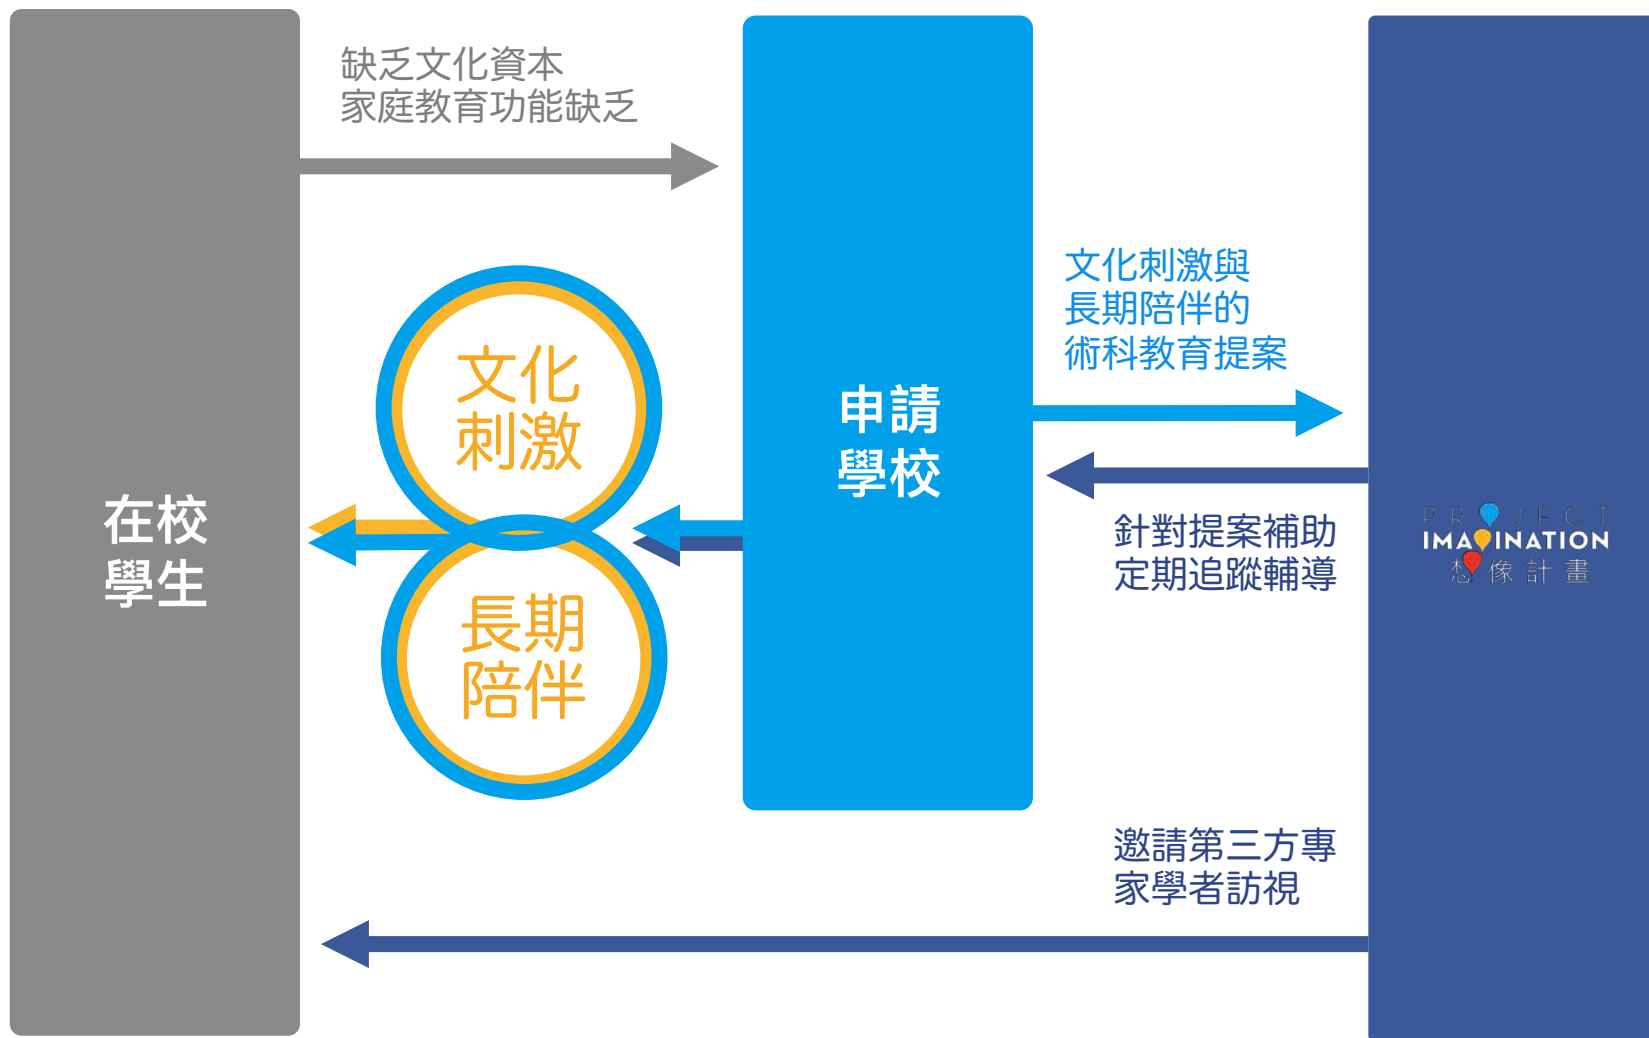 缺乏文化資本
家庭教育功能缺乏
文化刺激與
長期陪伴的
術科教育提案
文化
刺激
申請
學校
在校
學生
針對提案補助
定期追蹤輔導
PROJECT
IMAGINATION
想像計畫
長期
陪伴
邀請第三方專
家學者訪視